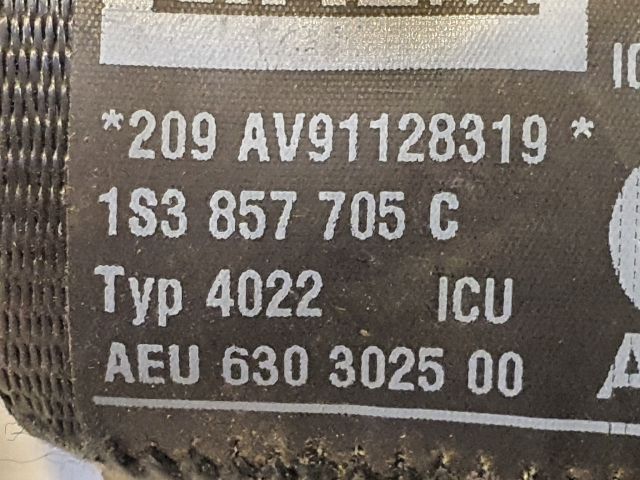 *209 AV91128319 *
1S3 857 705 C
Typ 4022 ICU
AEU 630 3025 00